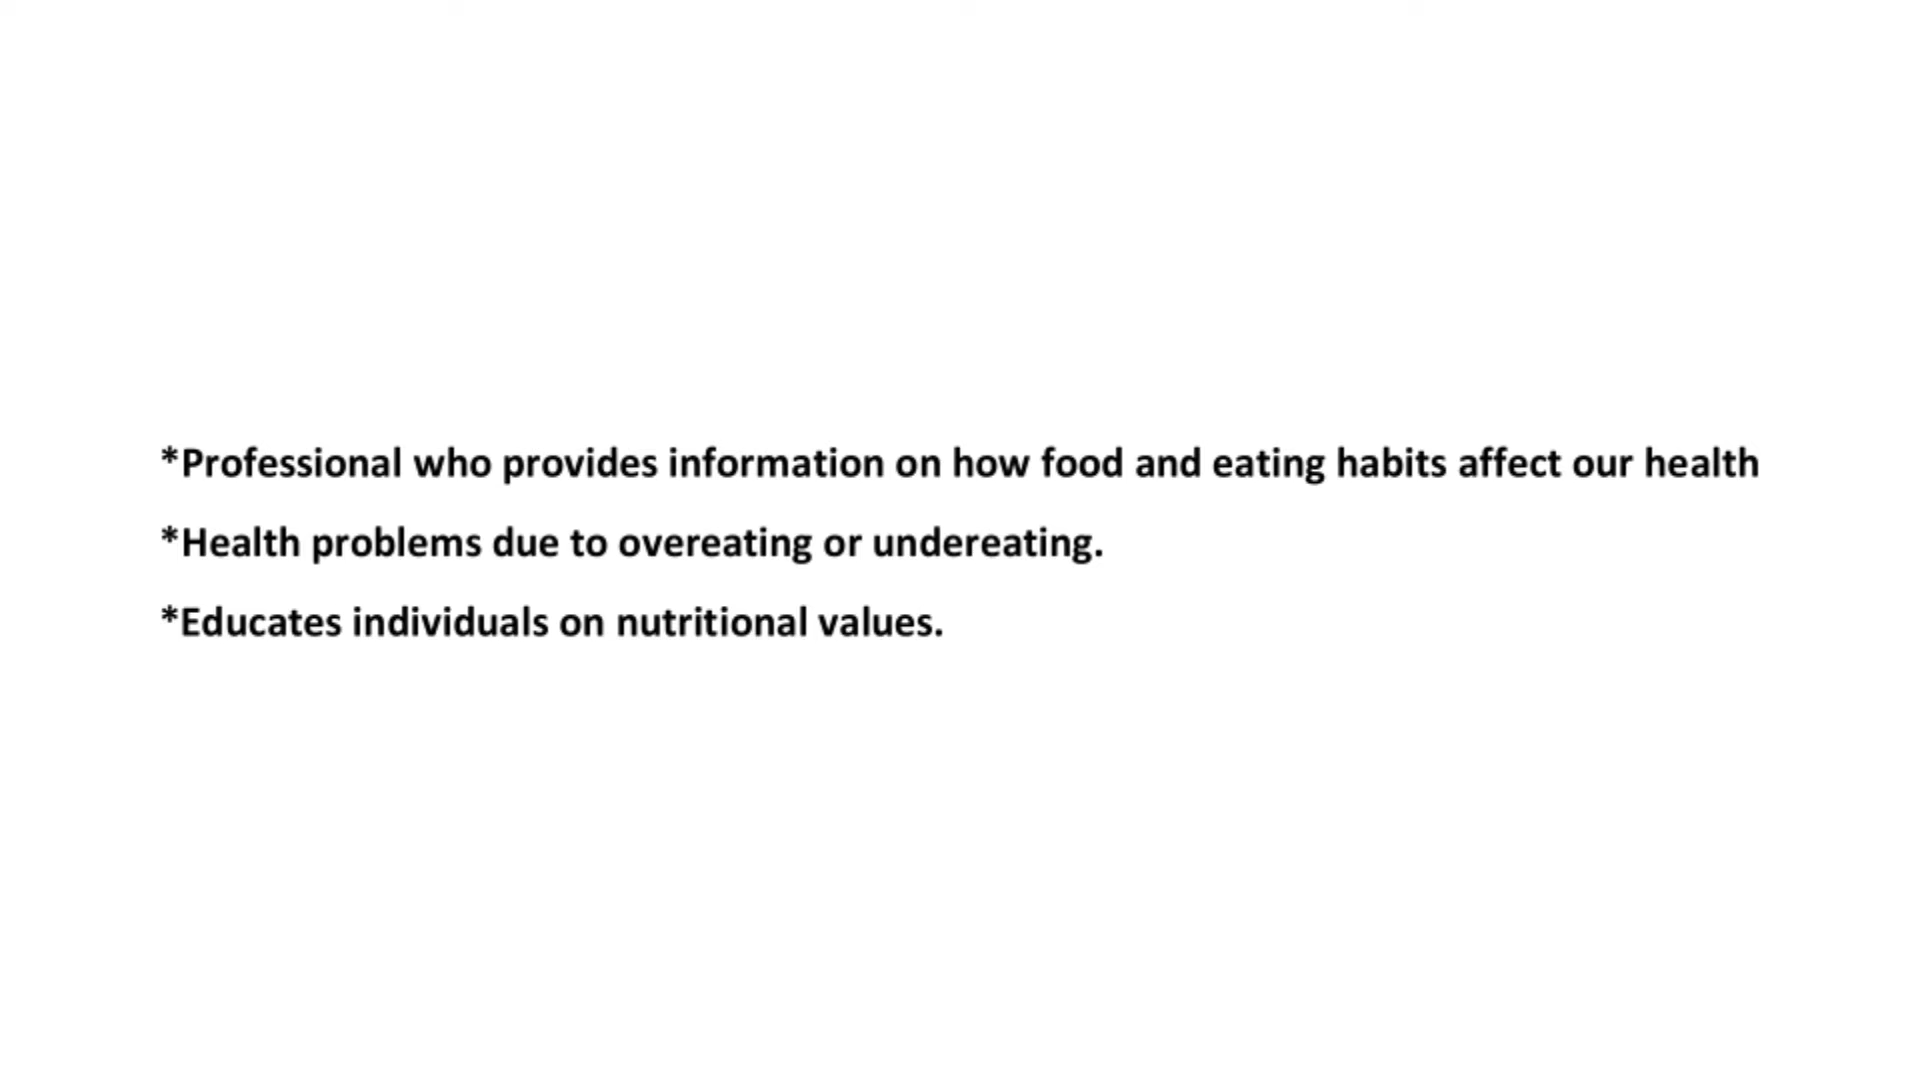 *Professional who provides information on how food and eating habits affect our health
*Health problems due to overeating or undereating.
*Educates individuals on nutritional values.